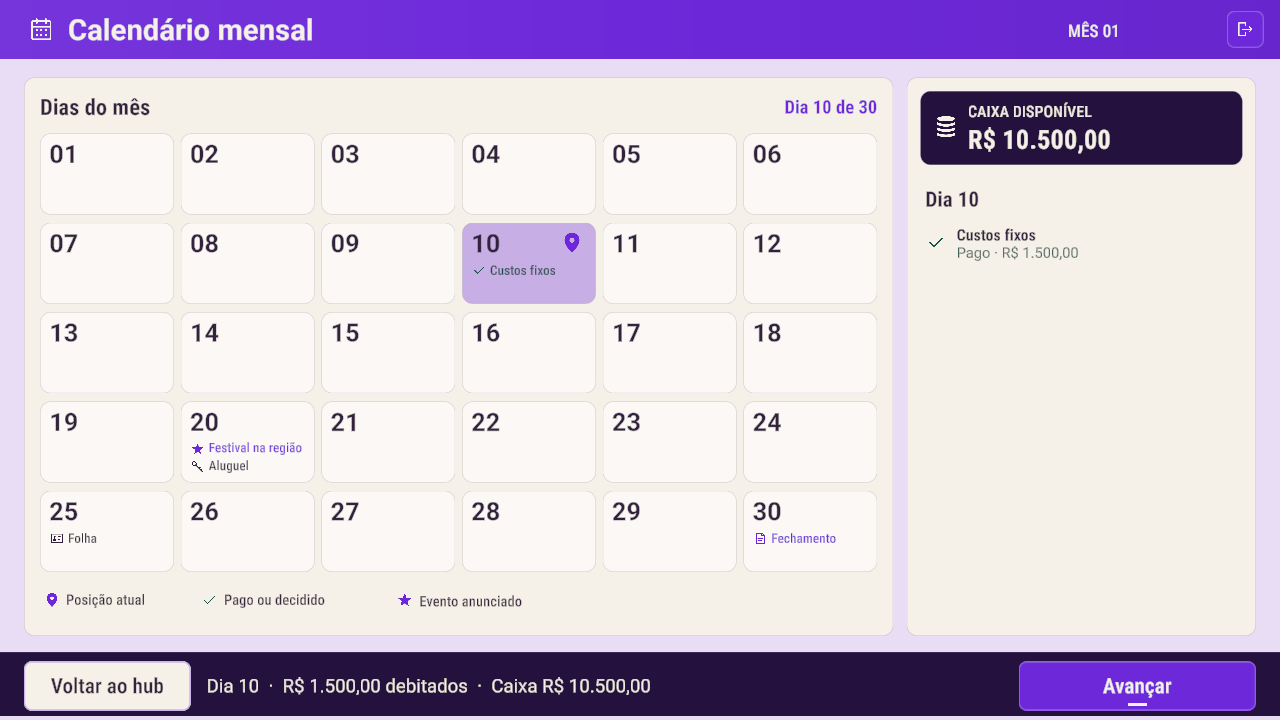 Calendário mensal
MÊS 01
Dias do mês
Dia 10 de 30
01
02
03
04
05
06
07
08
09
10
Custos fixos
11
12
13
14
15
16
17
18
19
20
Festival na região
Aluguel
21
22
23
24
25
Folha
26
27
28
29
30
Fechamento
Posição atual
Pago ou decidido
Evento anunciado
CAIXA DISPONÍVEL
R$ 10.500,00
Dia 10
Custos fixos
Pago · R$ 1.500,00
Voltar ao hub
Dia 10 · R$ 1.500,00 debitados · Caixa R$ 10.500,00
Avançar